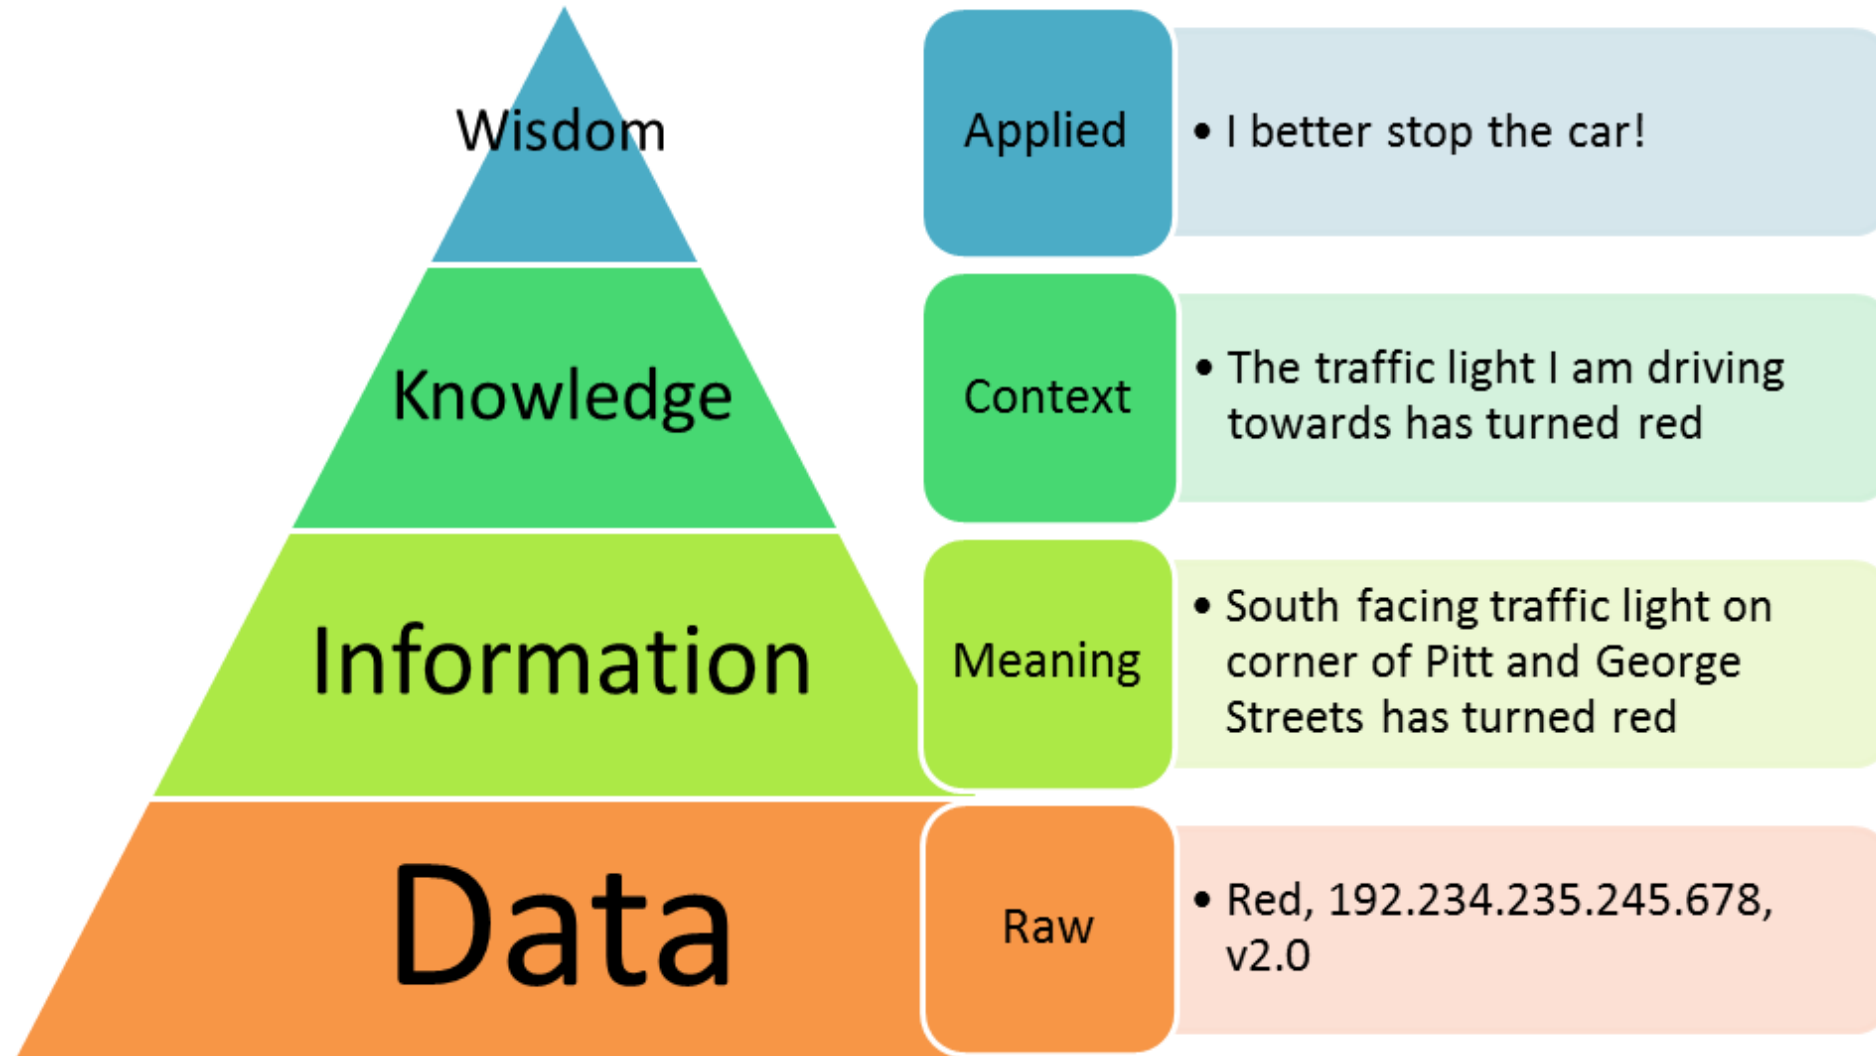 Wisdom
Applied
• I better stop the car!
Knowledge
Context
• The traffic light I am driving
towards has turned red
Information
Meaning
• South facing traffic light on
corner of Pitt and George
Streets has turned red
Data
Raw
• Red, 192.234.235.245.678,
v2.0